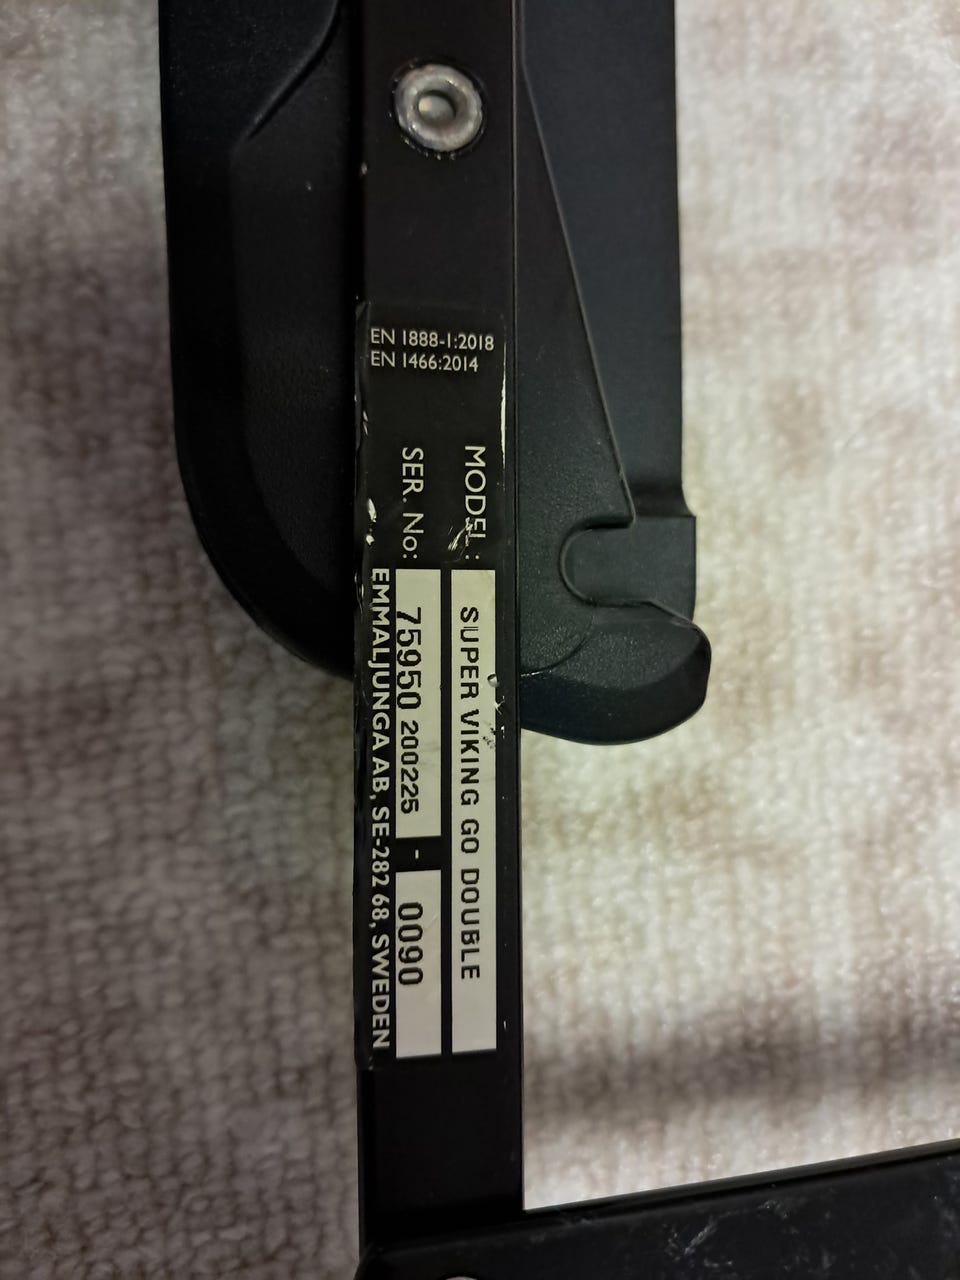 EN 1888-1:2018
EN 1466:2014
MODEL: SUPER VIKING GO DOUBLE
SER. No: 75950 200225 - 0090
EMMALJUNGA AB, SE-282 68, SWEDEN